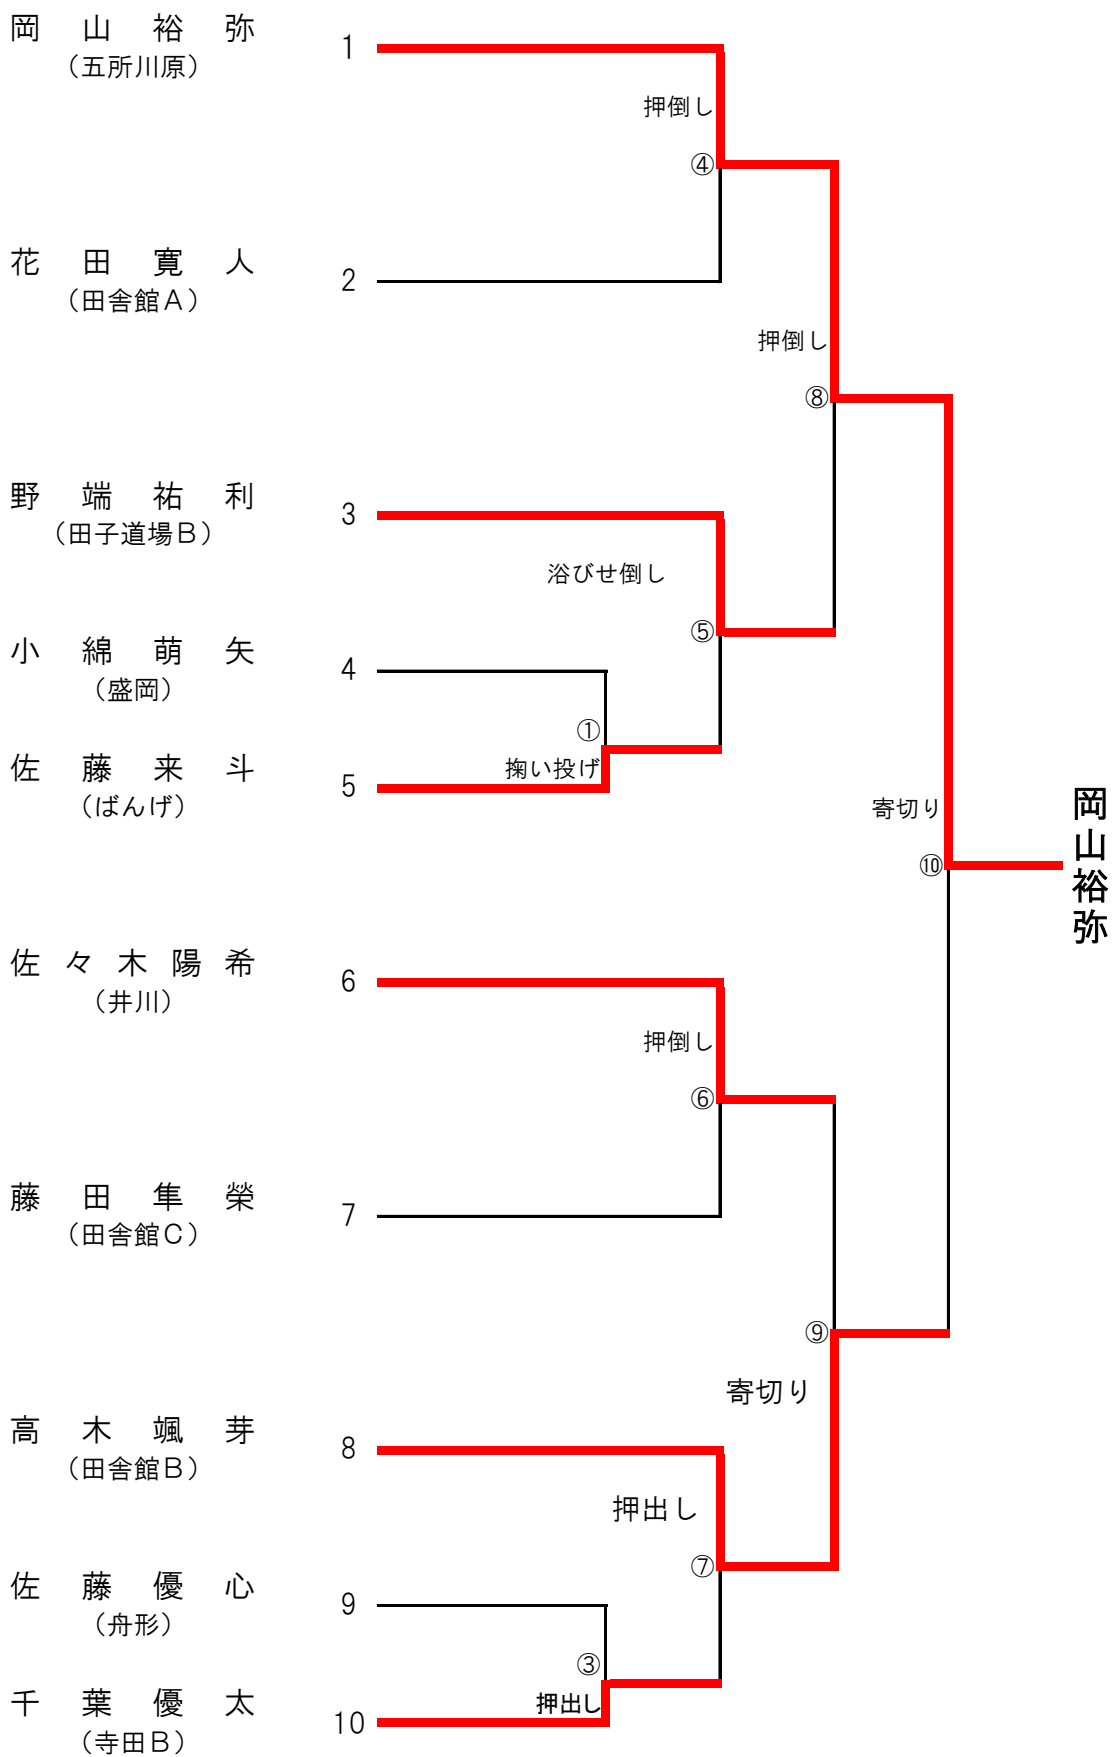 岡山裕弥
（五所川原）
1
押倒し
④
花田寛人
（田舎館Ａ）
2
押倒し
⑧
野端祐利
（田子道場Ｂ）
3
浴びせ倒し
⑤
小綿萌矢
（盛岡）
4
①
佐藤来斗
（ばんげ）
5
掬い投げ
寄切り
⑩
岡山裕弥
佐々木陽希
（井川）
6
押倒し
⑥
藤田隼榮
（田舎館Ｃ）
7
⑨
寄切り
高木颯芽
（田舎館Ｂ）
8
押出し
⑦
佐藤優心
（舟形）
9
③
千葉優太
（寺田Ｂ）
10
押出し